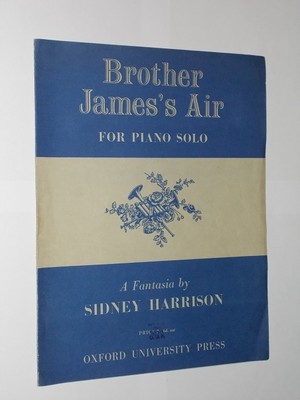 Brother
James's Air
FOR PIANO SOLO
A Fantasia by
SIDNEY HARRISON
OXFORD UNIVERSITY PRESS